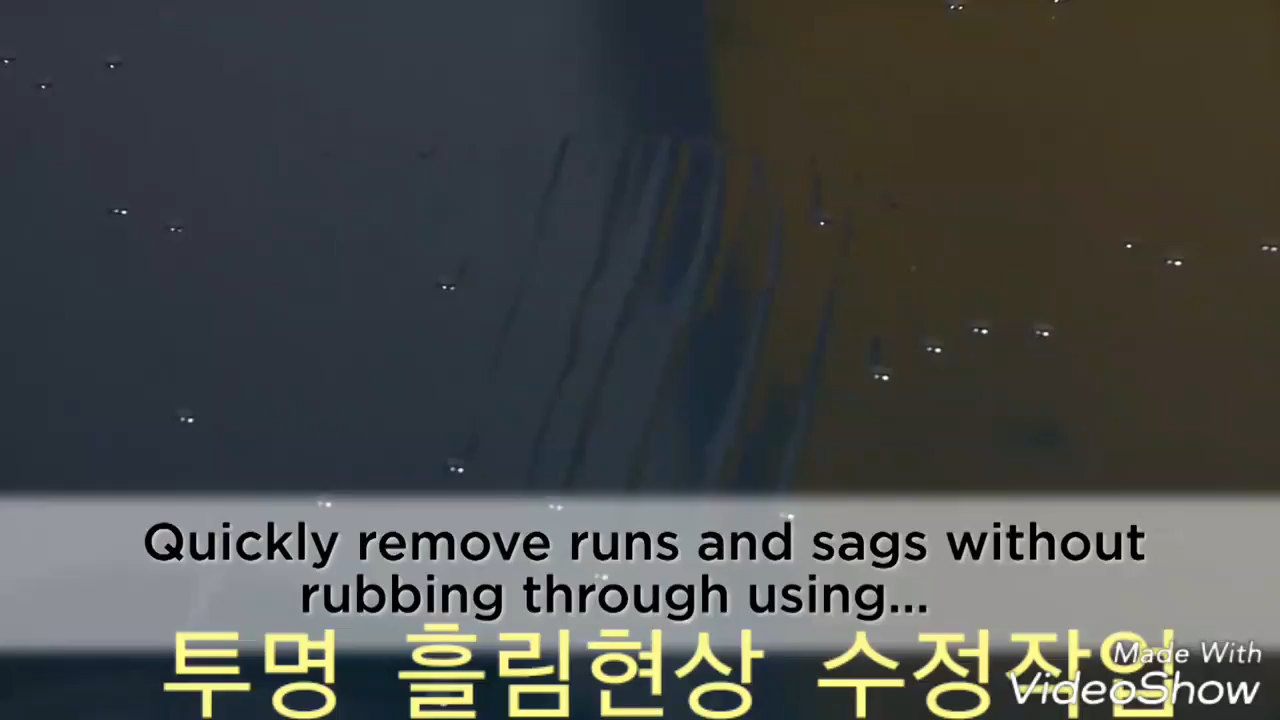 Quickly remove runs and sags without
rubbing through using...
투명 흘림현상 수정작업
Made With
VideoShow